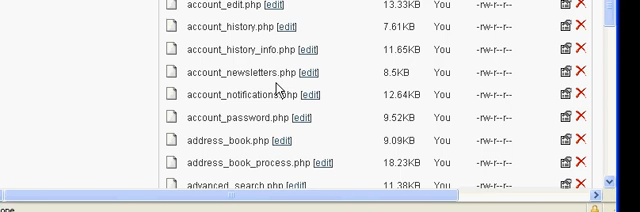 account_edit.php [edit] 13.33KB You -rw-r--r--
account_history.php [edit] 7.61KB You -rw-r--r--
account_history_info.php [edit] 11.65KB You -rw-r--r--
account_newsletters.php [edit] 8.5KB You -rw-r--r--
account_notifications.php [edit] 12.64KB You -rw-r--r--
account_password.php [edit] 9.52KB You -rw-r--r--
address_book.php [edit] 9.09KB You -rw-r--r--
address_book_process.php [edit] 18.23KB You -rw-r--r--
advanced_search.php [edit] 11.38KB You -rw-r--r--
one